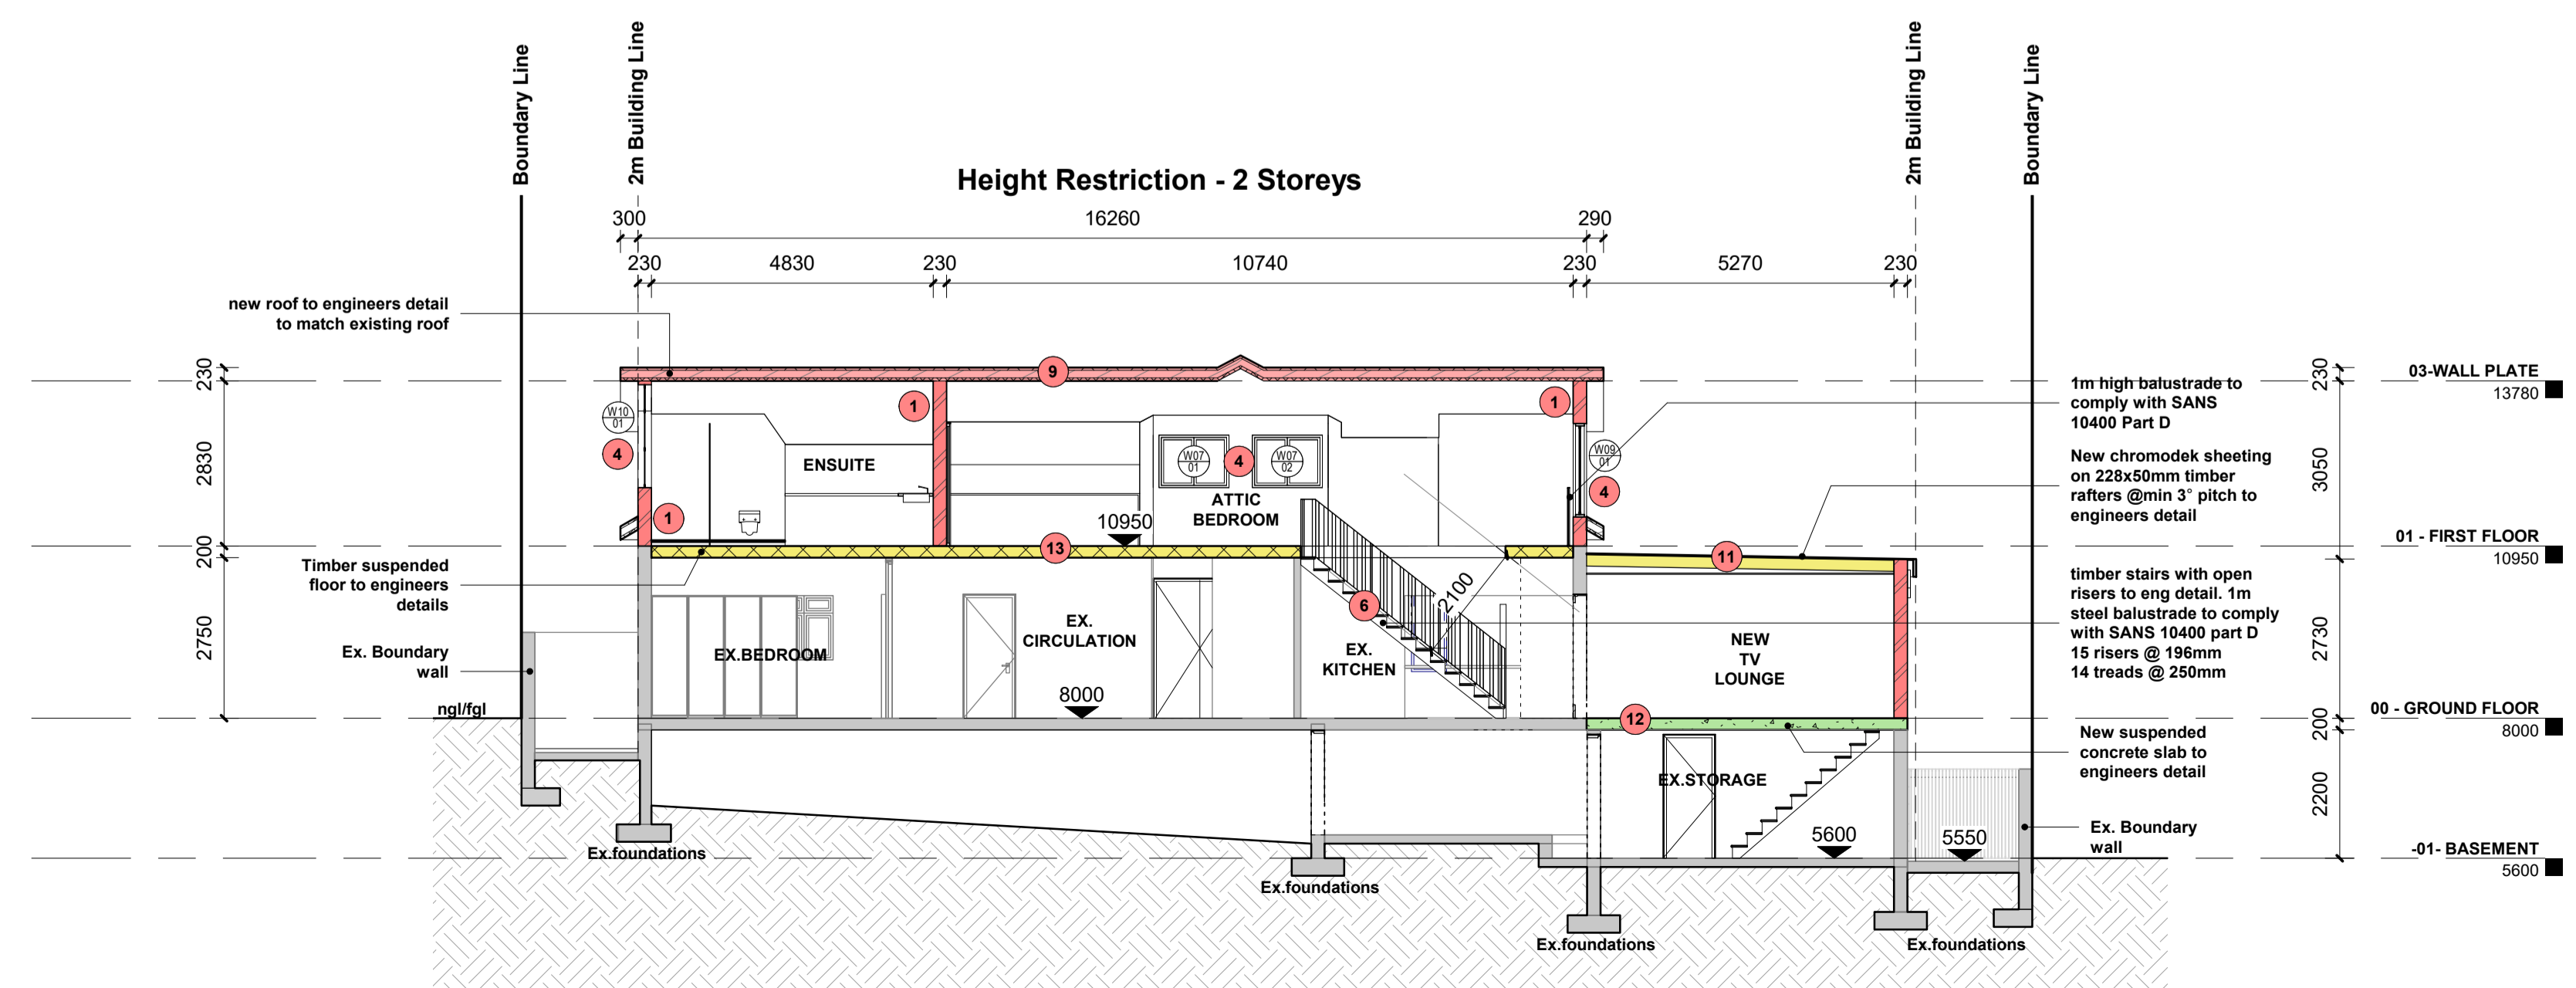 Boundary Line
2m Building Line
2m Building Line
Boundary Line
Height Restriction - 2 Storeys
300
16260
290
230
4830
230
10740
230
5270
230
new roof to engineers detail
to match existing roof
Timber suspended
floor to engineers
details
Ex. Boundary
wall
ngl/fgl
230
2830
200
2750
W10
01
4
1
1
9
1
ENSUITE
W07
01
4
W07
02
ATTIC
BEDROOM
W09
01
4
10950
13
11
EX.BEDROOM
EX.
CIRCULATION
8000
EX.
KITCHEN
6
2100
NEW
TV
LOUNGE
12
EX.STORAGE
5600
5550
Ex.foundations
Ex.foundations
Ex.foundations
Ex.foundations
1m high balustrade to
comply with SANS
10400 Part D
New chromodek sheeting
on 228x50mm timber
rafters @min 3° pitch to
engineers detail
timber stairs with open
risers to eng detail. 1m
steel balustrade to comply
with SANS 10400 part D
15 risers @ 196mm
14 treads @ 250mm
New suspended
concrete slab to
engineers detail
Ex. Boundary
wall
230
3050
2730
200
2200
03-WALL PLATE
13780
01 - FIRST FLOOR
10950
00 - GROUND FLOOR
8000
-01- BASEMENT
5600